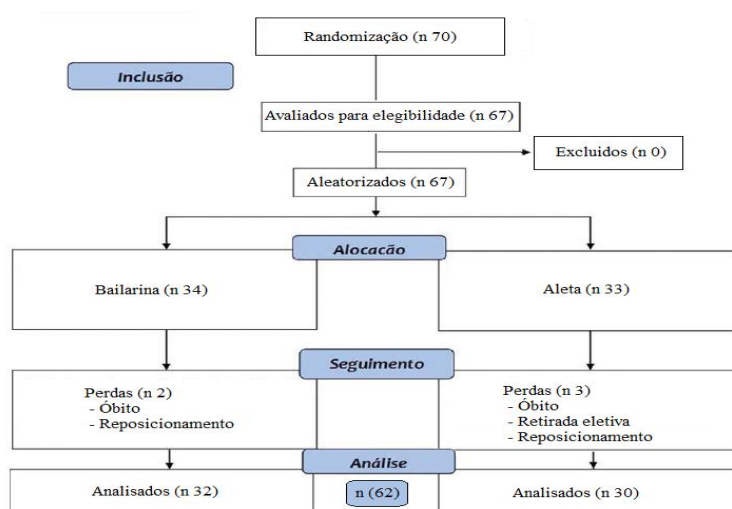 Randomização (n 70)
Inclusão
Avaliados para elegibilidade (n 67)
Excluidos (n 0)
Aleatorizados (n 67)
Alocacão
Bailarina (n 34)
Aleta (n 33)
Seguimento
Perdas (n 2)
- Óbito
- Reposicionamento
Perdas (n 3)
- Óbito
- Retirada eletiva
- Reposicionamento
Análise
Analisados (n 32)
n (62)
Analisados (n 30)